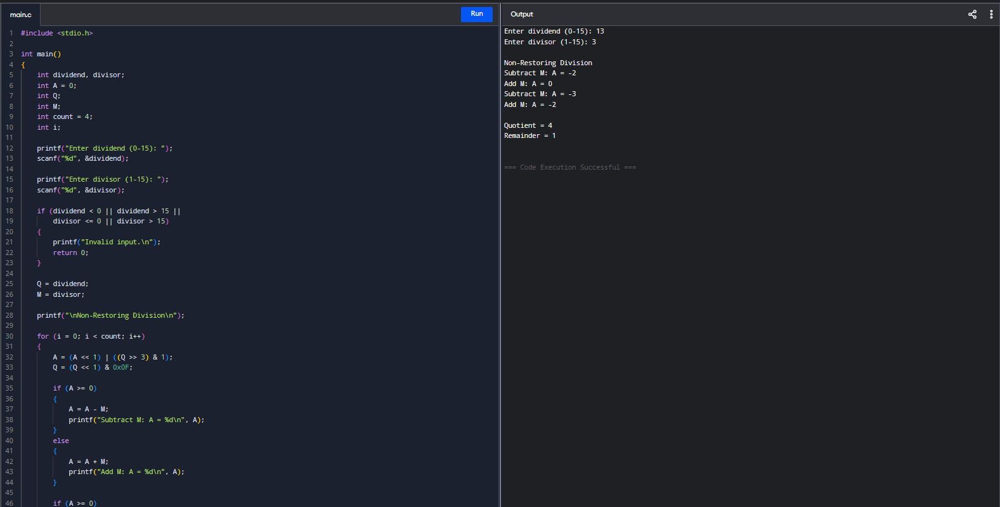 main.c
Run
Output
1 #include <stdio.h>
2
3 int main()
4 {
5 int dividend, divisor;
6 int A = 0;
7 int Q;
8 int M;
9 int count = 4;
10 int i;
11
12 printf("Enter dividend (0-15): ");
13 scanf("%d", &dividend);
14
15 printf("Enter divisor (1-15): ");
16 scanf("%d", &divisor);
17
18 if (dividend < 0 || dividend > 15 ||
19 divisor <= 0 || divisor > 15)
20 {
21 printf("Invalid input.\n");
22 return 0;
23 }
24
25 Q = dividend;
26 M = divisor;
27
28 printf("\nNon-Restoring Division\n");
29
30 for (i = 0; i < count; i++)
31 {
32 A = (A << 1) | ((Q >> 3) & 1);
33 Q = (Q << 1) & 0x0F;
34
35 if (A >= 0)
36 {
37 A = A - M;
38 printf("Subtract M: A = %d\n", A);
39 }
40 else
41 {
42 A = A + M;
43 printf("Add M: A = %d\n", A);
44 }
45
46 if (A >= 0)
Enter dividend (0-15): 13
Enter divisor (1-15): 3
Non-Restoring Division
Subtract M: A = -2
Add M: A = 0
Subtract M: A = -3
Add M: A = -2
Quotient = 4
Remainder = 1
=== Code Execution Successful ===